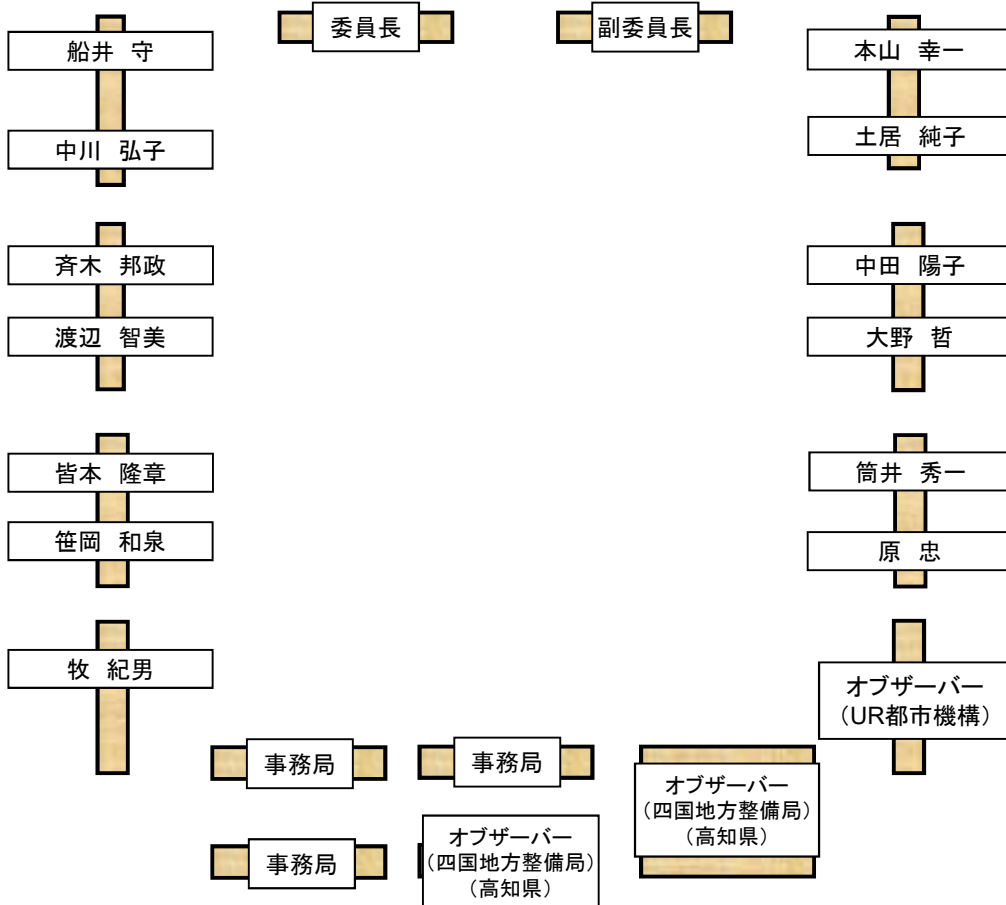 委員長
副委員長
船井 守
本山 幸一
中川 弘子
土居 純子
斉木 邦政
中田 陽子
渡辺 智美
大野 哲
皆本 隆章
筒井 秀一
笹岡 和泉
原 忠
牧 紀男
オブザーバー
（UR都市機構）
事務局
事務局
オブザーバー
（四国地方整備局）
（高知県）
事務局
オブザーバー
（四国地方整備局）
（高知県）